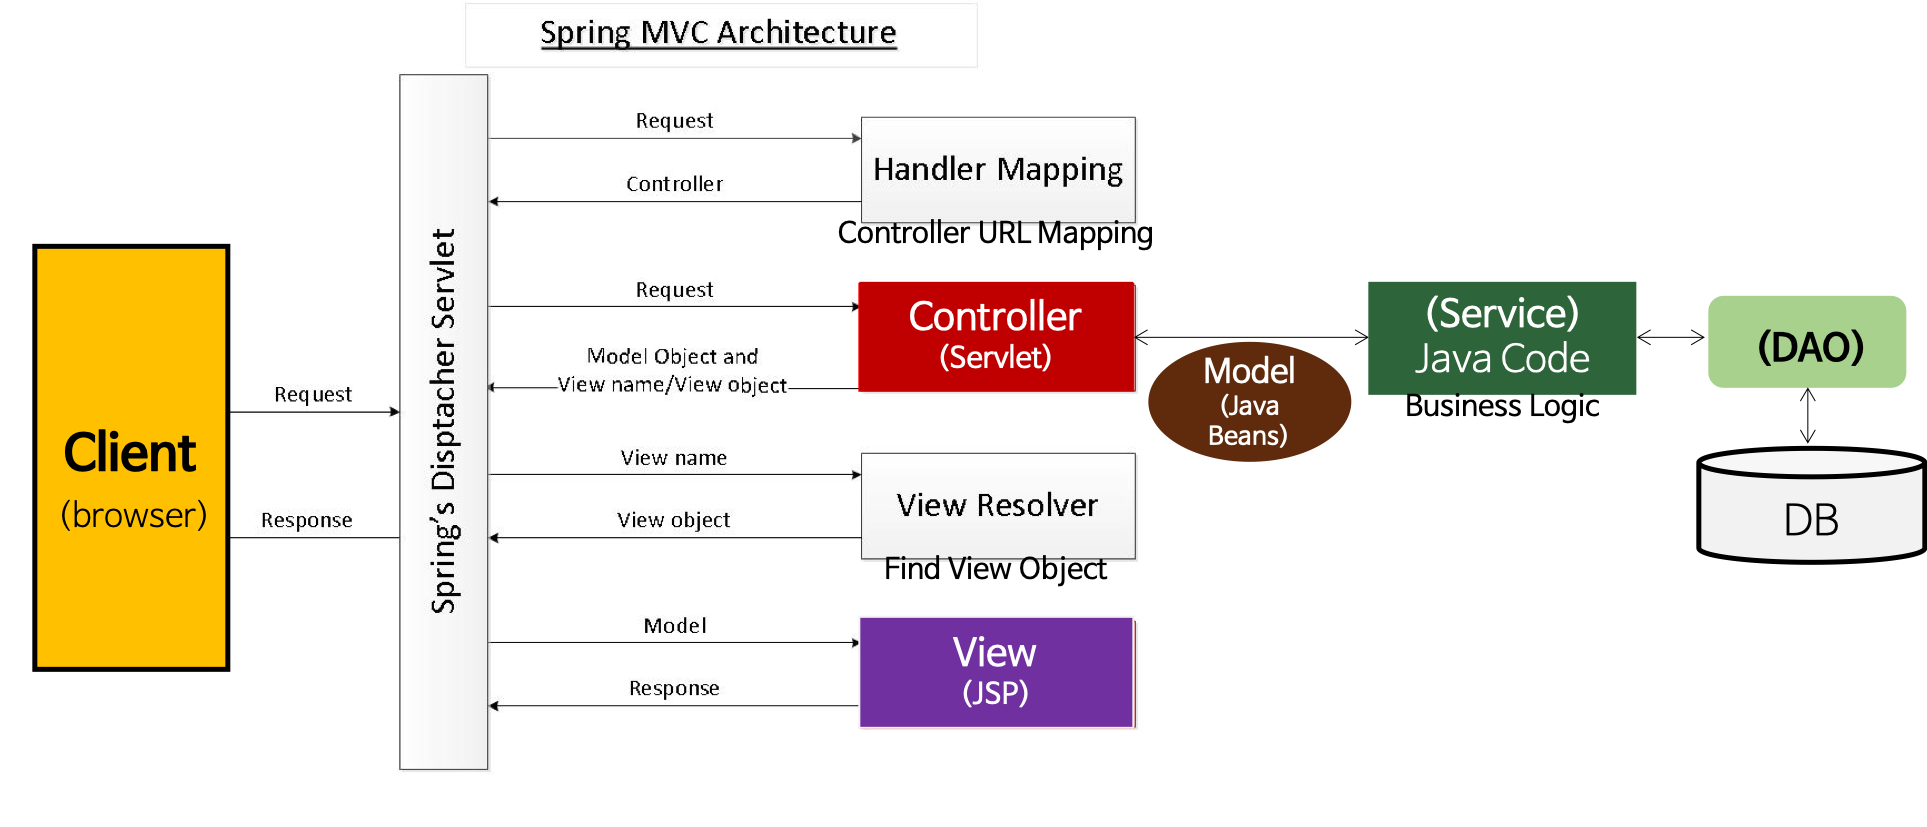 Spring MVC Architecture
Client
(browser)
Request
Response
Spring's Disptacher Servlet
Request
Controller
Handler Mapping
Controller URL Mapping
Request
Model Object and
View name/View object
Controller
(Servlet)
Model
(Java
Beans)
(Service)
Java Code
Business Logic
(DAO)
DB
View name
View object
View Resolver
Find View Object
Model
Response
View
(JSP)